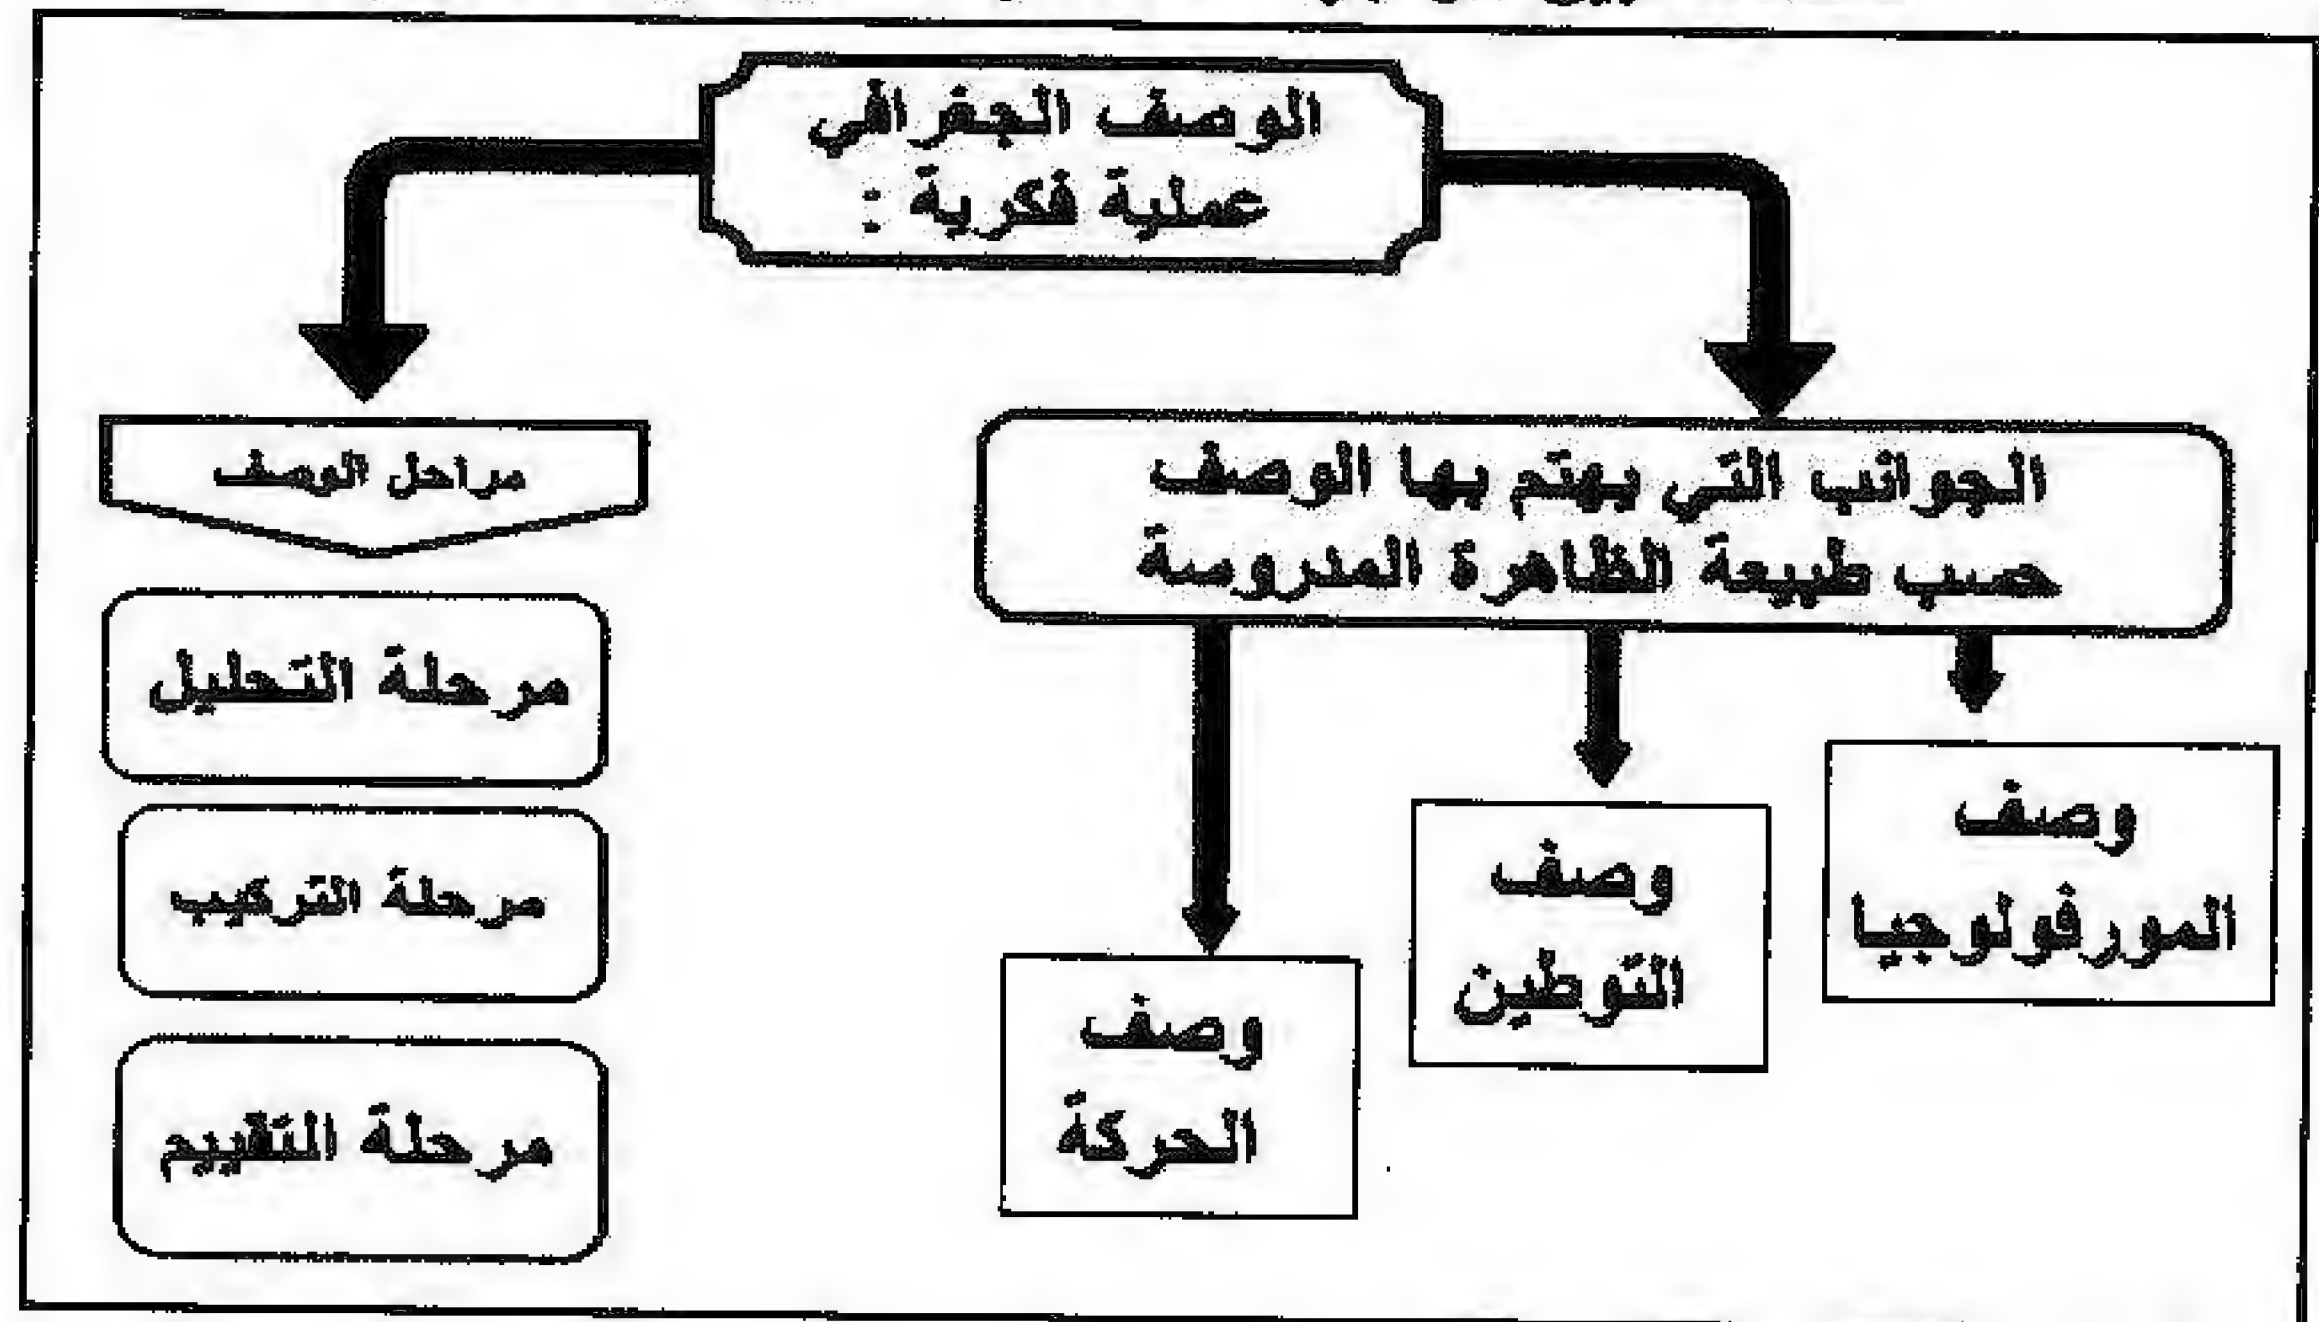 الوصف الجغرافي
عملية فكرية :
الجوانب التي يهتم بها الوصف
حسب طبيعة الظاهرة المدروسة
وصف
المورفولوجيا
وصف
التوطين
وصف
الحركة
مراحل الوصف
مرحلة التحليل
مرحلة التركيب
مرحلة التقييم